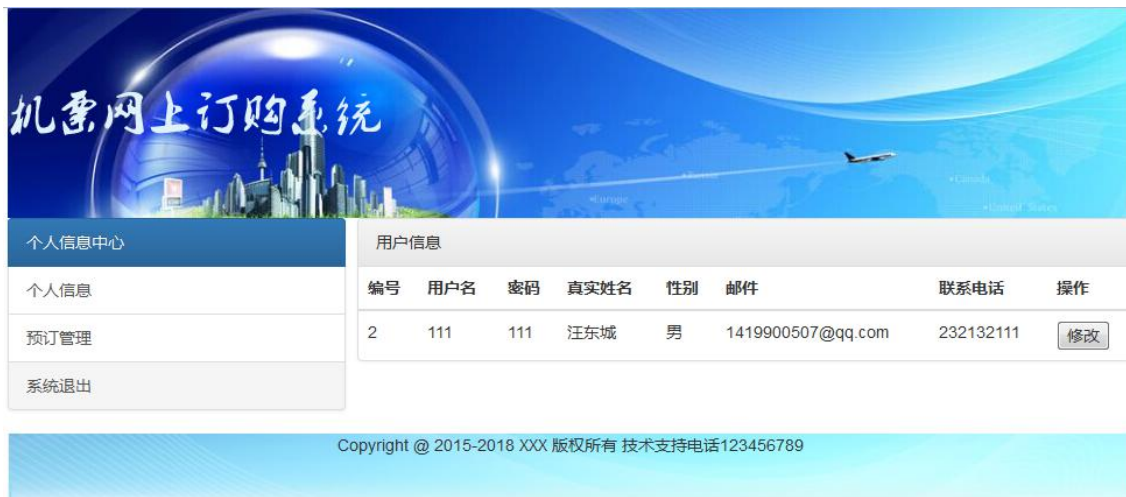 机票网上订购系统
•Europe
•Canada
•United States
个人信息中心
个人信息
预订管理
系统退出
用户信息
编号 用户名 密码 真实姓名 性别 邮件 联系电话 操作
2 111 111 汪东城 男 1419900507@qq.com 232132111 修改
Copyright @ 2015-2018 XXX 版权所有 技术支持电话123456789